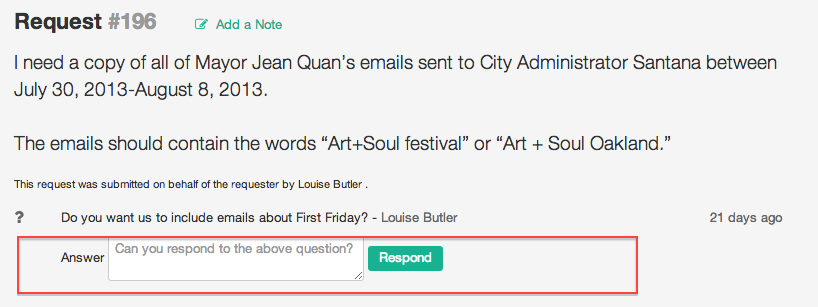 Request #196 Add a Note
I need a copy of all of Mayor Jean Quan’s emails sent to City Administrator Santana between
July 30, 2013-August 8, 2013.
The emails should contain the words “Art+Soul festival” or “Art + Soul Oakland.”
This request was submitted on behalf of the requester by Louise Butler .
? Do you want us to include emails about First Friday? - Louise Butler 21 days ago
Answer Can you respond to the above question? Respond